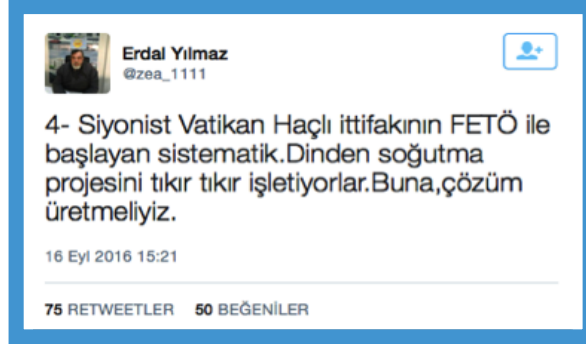 Erdal Yılmaz
@zea_1111
4- Siyonist Vatikan Haçlı ittifakının FETÖ ile
başlayan sistematik.Dinden soğutma
projesini tıkır tıkır işletiyorlar.Buna,çözüm
üretmeliyiz.
16 Eyl 2016 15:21
75 RETWEETLER 50 BEĞENİLER